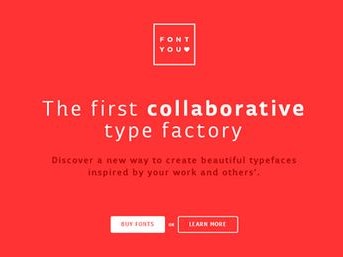 FONT
YOU♥
The first collaborative
type factory
Discover a new way to create beautiful typefaces
inspired by your work and others'.
BUY FONTS OR LEARN MORE